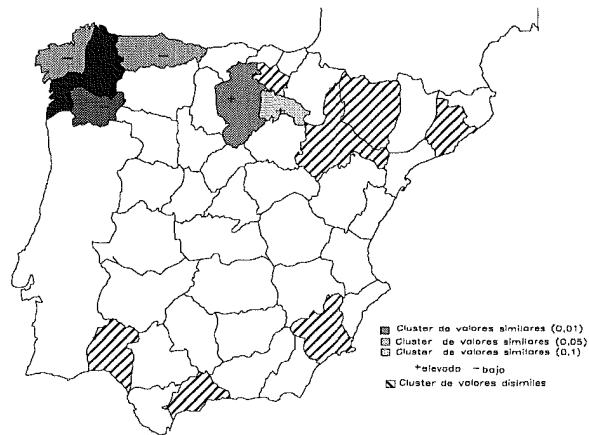 Cluster de valores similares (0,01)
Cluster de valores similares (0,05)
Cluster de valores similares (0,1)
+elevado −bajo
Cluster de valores disimiles